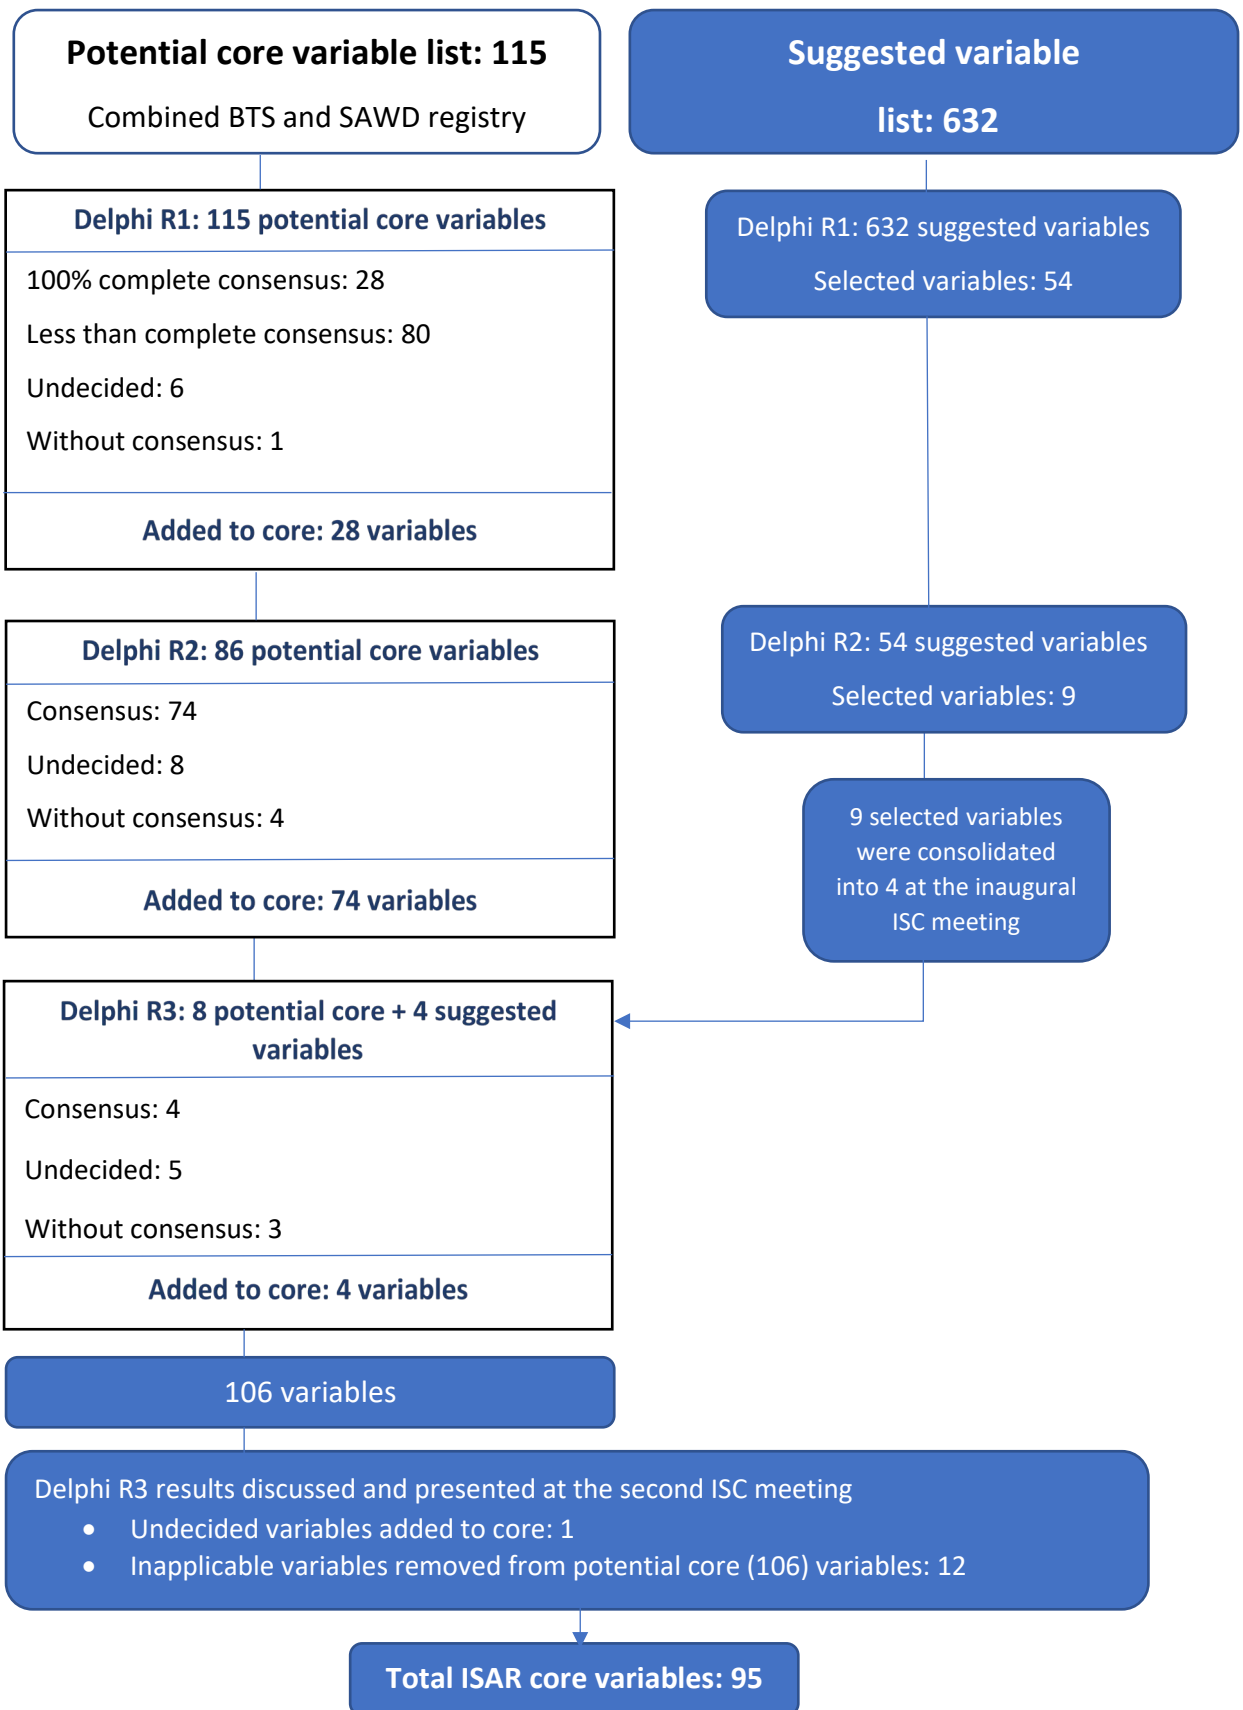 Potential core variable list: 115
Combined BTS and SAWD registry
Suggested variable
list: 632
Delphi R1: 115 potential core variables
100% complete consensus: 28
Less than complete consensus: 80
Undecided: 6
Without consensus: 1
Added to core: 28 variables
Delphi R1: 632 suggested variables
Selected variables: 54
Delphi R2: 86 potential core variables
Consensus: 74
Undecided: 8
Without consensus: 4
Added to core: 74 variables
Delphi R2: 54 suggested variables
Selected variables: 9
9 selected variables
were consolidated
into 4 at the inaugural
ISC meeting
Delphi R3: 8 potential core + 4 suggested
variables
Consensus: 4
Undecided: 5
Without consensus: 3
Added to core: 4 variables
106 variables
Delphi R3 results discussed and presented at the second ISC meeting
• Undecided variables added to core: 1
• Inapplicable variables removed from potential core (106) variables: 12
Total ISAR core variables: 95